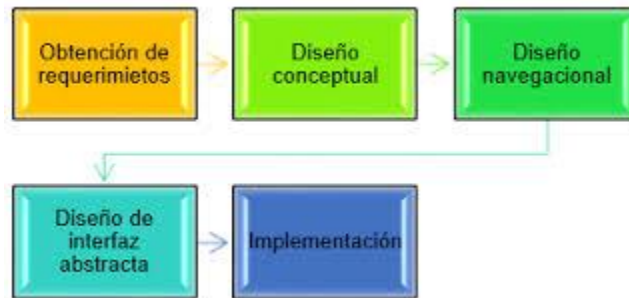 Obtención de
requerimietos
Diseño
conceptual
Diseño
navegacional
Diseño de
interfaz
abstracta
Implementación